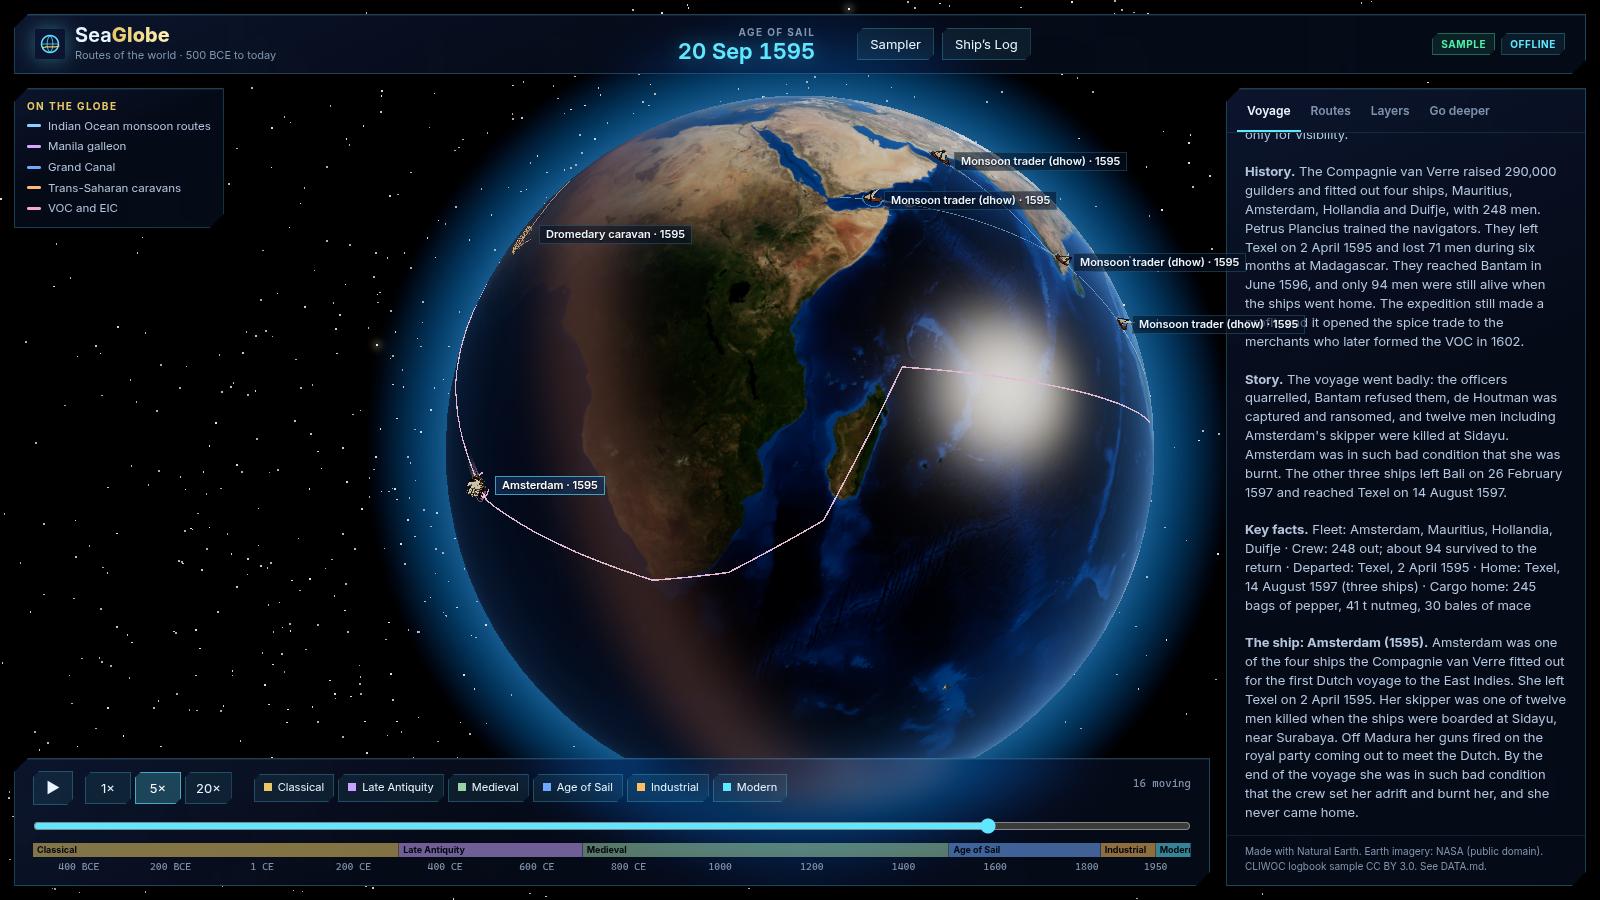 SeaGlobe
Routes of the world · 500 BCE to today
AGE OF SAIL
20 Sep 1595
Sampler
Ship's Log
SAMPLE
OFFLINE
ON THE GLOBE
Indian Ocean monsoon routes
Manila galleon
Grand Canal
Trans-Saharan caravans
VOC and EIC
Monsoon trader (dhow) · 1595
Monsoon trader (dhow) · 1595
Dromedary caravan · 1595
Monsoon trader (dhow) · 1595
Monsoon trader (dhow) · 1595
Amsterdam · 1595
Voyage
Routes
Layers
Go deeper
only for visibility.
History. The Compagnie van Verre raised 290,000
guilders and fitted out four ships, Mauritius,
Amsterdam, Hollandia and Duifje, with 248 men.
Petrus Plancius trained the navigators. They left
Texel on 2 April 1595 and lost 71 men during six
months at Madagascar. They reached Bantam in
June 1596, and only 94 men were still alive when
the ships went home. The expedition still made a
it opened the spice trade to the
merchants who later formed the VOC in 1602.
Story. The voyage went badly: the officers
quarrelled, Bantam refused them, de Houtman was
captured and ransomed, and twelve men including
Amsterdam's skipper were killed at Sidayu.
Amsterdam was in such bad condition that she was
burnt. The other three ships left Bali on 26 February
1597 and reached Texel on 14 August 1597.
Key facts. Fleet: Amsterdam, Mauritius, Hollandia,
Duifje · Crew: 248 out; about 94 survived to the
return · Departed: Texel, 2 April 1595 · Home: Texel,
14 August 1597 (three ships) · Cargo home: 245
bags of pepper, 41 t nutmeg, 30 bales of mace
The ship: Amsterdam (1595). Amsterdam was one
of the four ships the Compagnie van Verre fitted out
for the first Dutch voyage to the East Indies. She left
Texel on 2 April 1595. Her skipper was one of twelve
men killed when the ships were boarded at Sidayu,
near Surabaya. Off Madura her guns fired on the
royal party coming out to meet the Dutch. By the
end of the voyage she was in such bad condition
that the crew set her adrift and burnt her, and she
never came home.
Made with Natural Earth. Earth imagery: NASA (public domain).
CLIWOC logbook sample CC BY 3.0. See DATA.md.
1×
5×
20×
Classical
Late Antiquity
Medieval
Age of Sail
Industrial
Modern
16 moving
Classical
Late Antiquity
Medieval
Age of Sail
Industrial
Modern
400 BCE
200 BCE
1 CE
200 CE
400 CE
600 CE
800 CE
1000
1200
1400
1600
1800
1950